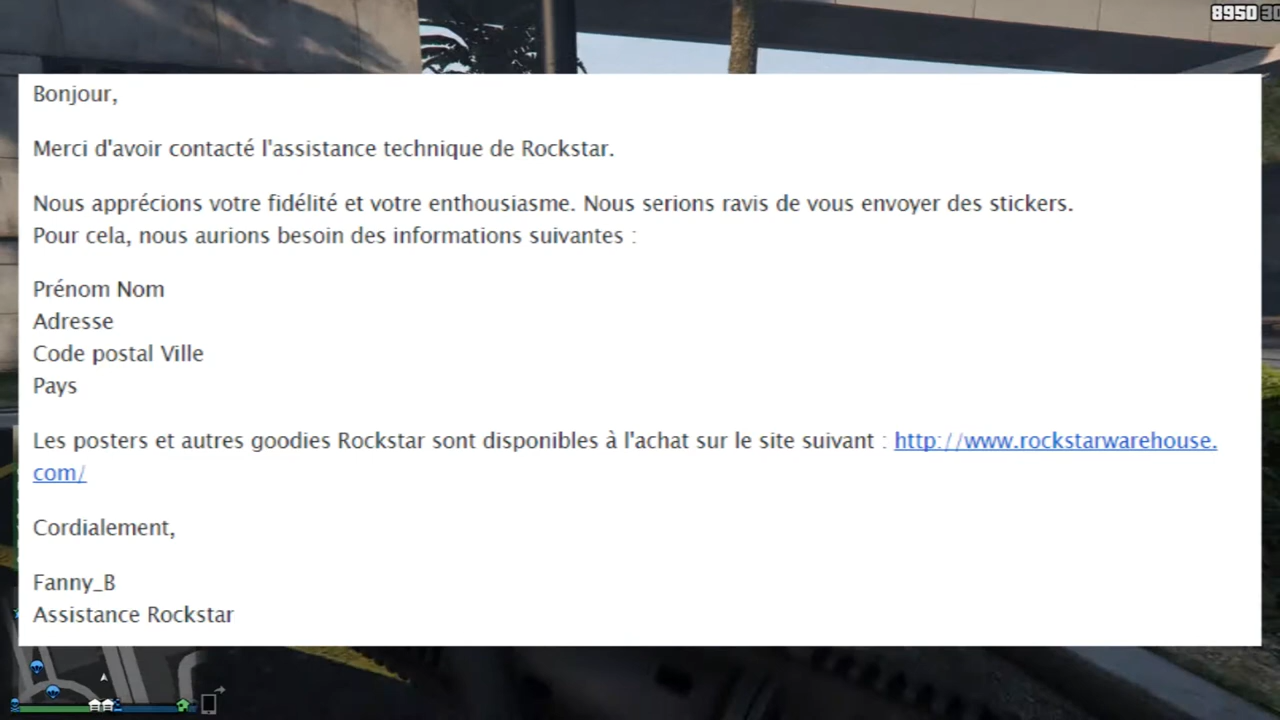 8950
Bonjour,
Merci d'avoir contacté l'assistance technique de Rockstar.
Nous apprécions votre fidélité et votre enthousiasme. Nous serions ravis de vous envoyer des stickers.
Pour cela, nous aurions besoin des informations suivantes :
Prénom Nom
Adresse
Code postal Ville
Pays
Les posters et autres goodies Rockstar sont disponibles à l'achat sur le site suivant : http://www.rockstarwarehouse.
com/
Cordialement,
Fanny_B
Assistance Rockstar